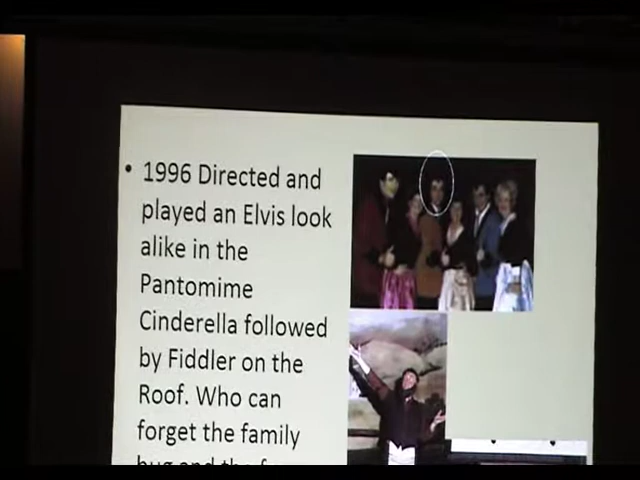 • 1996 Directed and
played an Elvis look
alike in the
Pantomime
Cinderella followed
by Fiddler on the
Roof. Who can
forget the family